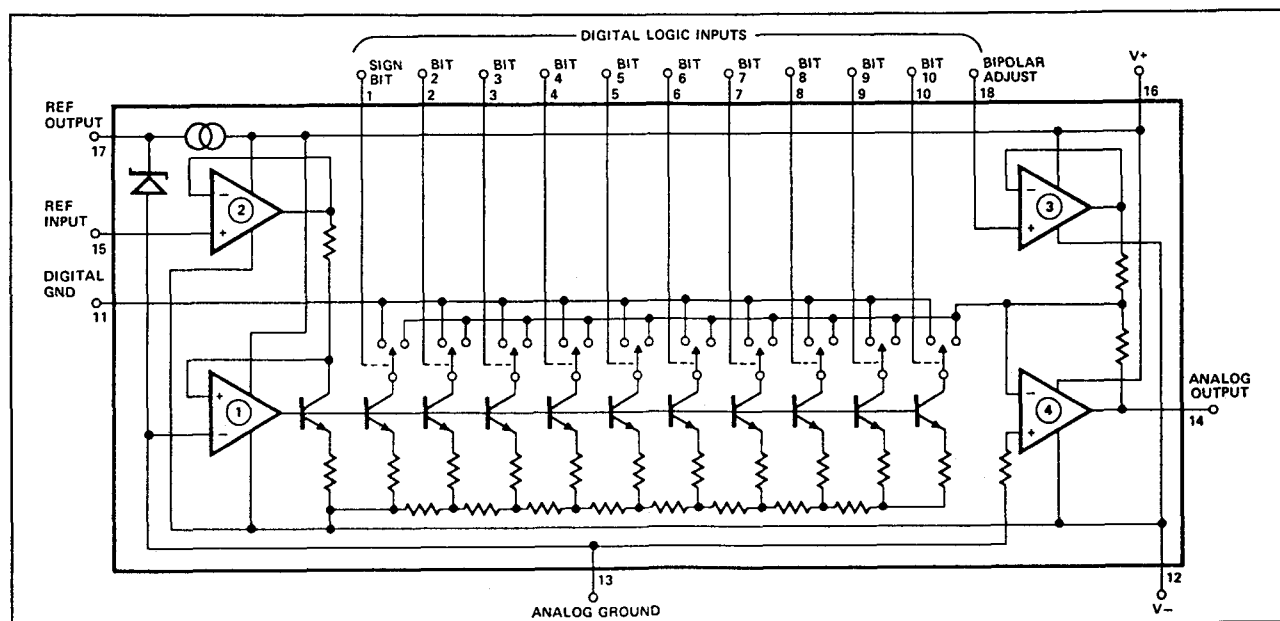 DIGITAL LOGIC INPUTS
SIGN BIT 1
BIT 2
BIT 3
BIT 4
BIT 5
BIT 6
BIT 7
BIT 8
BIT 9
BIT 10
BIPOLAR ADJUST
18
1
2
3
4
5
6
7
8
9
10
V+
16
REF OUTPUT
17
REF INPUT
15
DIGITAL GND
11
2
- +
3
- +
1
+ -
4
- +
ANALOG OUTPUT
14
13
ANALOG GROUND
12
V-